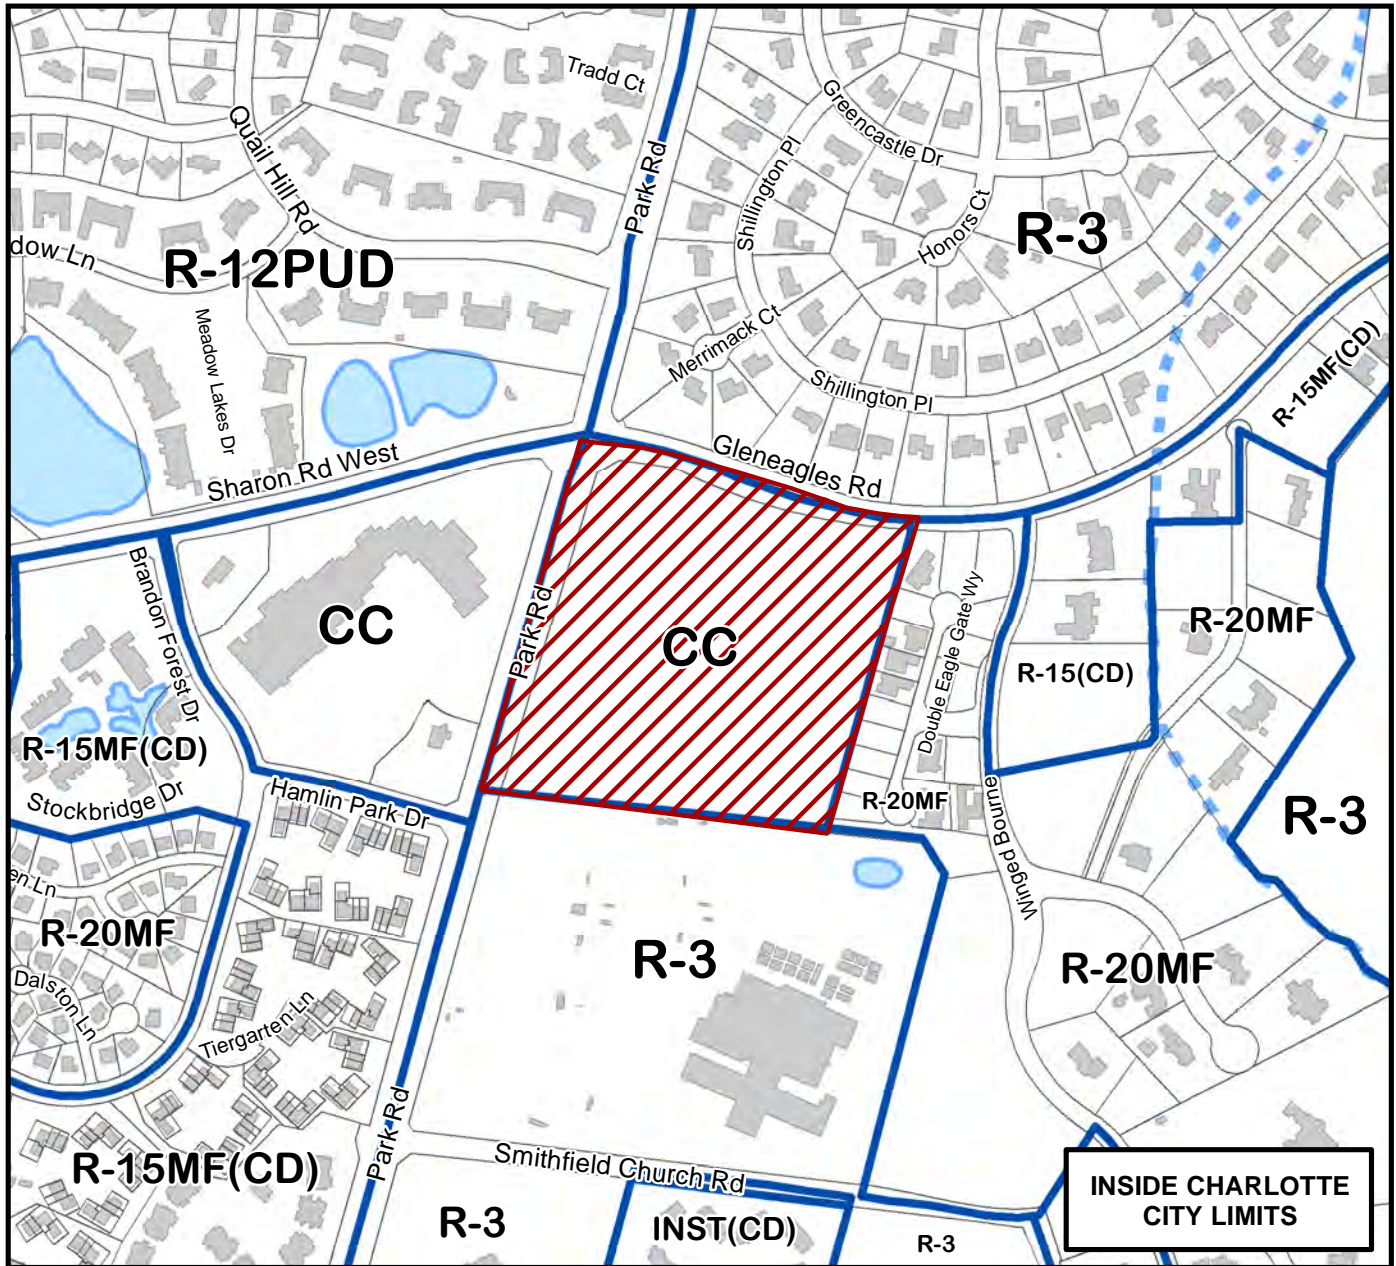 Tradd Ct
Greencastle Dr
Quail Hill Rd
Park Rd
Shillington Pl
Honors Ct
R-3
dow Ln
R-12PUD
Meadow Lakes Dr
Merrimack Ct
Shillington Pl
R-15MF(CD)
Gleneagles Rd
Sharon Rd West
Brandon Forest Dr
CC
Park Rd
CC
Double Eagle Gate Wy
R-20MF
R-15(CD)
R-15MF(CD)
Stockbridge Dr
Hamlin Park Dr
R-20MF
Winged Bourne
R-3
en Ln
R-20MF
R-3
R-20MF
Dalston Ln
Tiergarten Ln
Park Rd
R-15MF(CD)
Smithfield Church Rd
R-3
INST(CD)
R-3
INSIDE CHARLOTTE
CITY LIMITS